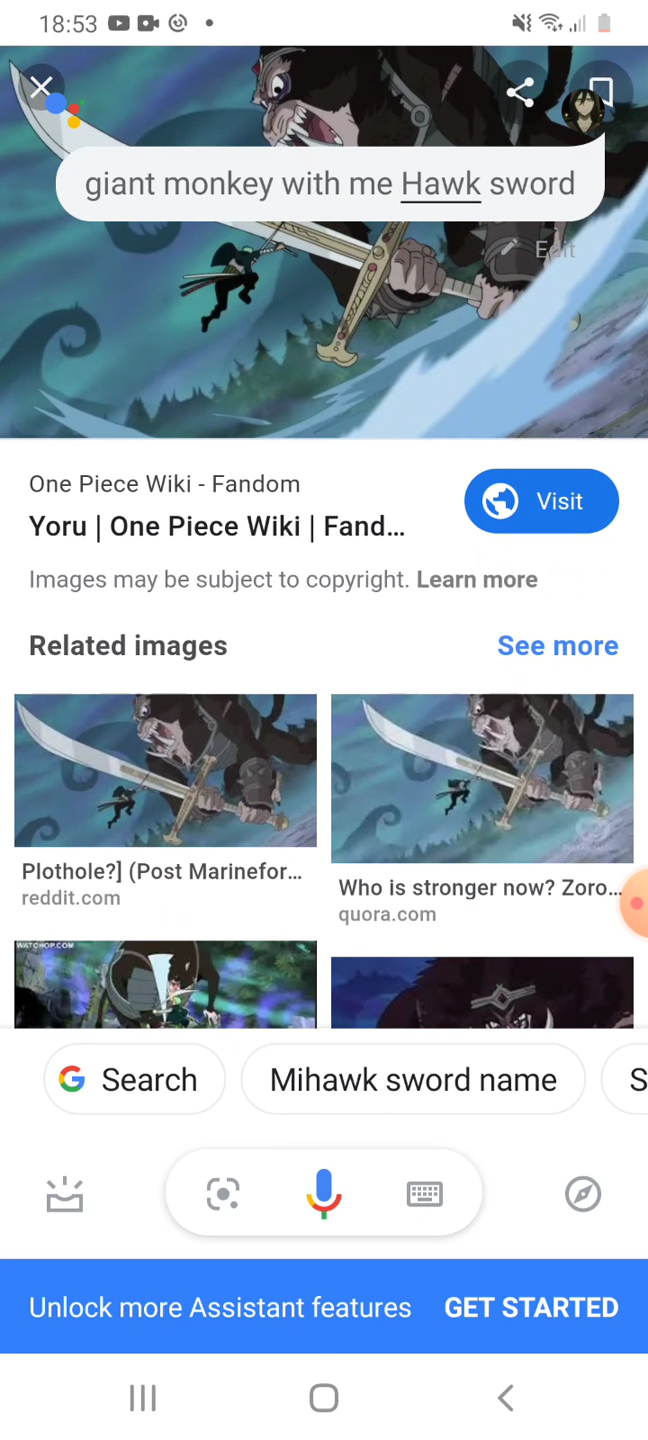 18:53
giant monkey with me Hawk sword
Edit
One Piece Wiki - Fandom
Yoru | One Piece Wiki | Fand...
Visit
Images may be subject to copyright. Learn more
Related images
See more
Plothole?] (Post Marinefor...
reddit.com
Who is stronger now? Zoro...
quora.com
WATCHOP.COM
Search
Mihawk sword name
S
Unlock more Assistant features
GET STARTED